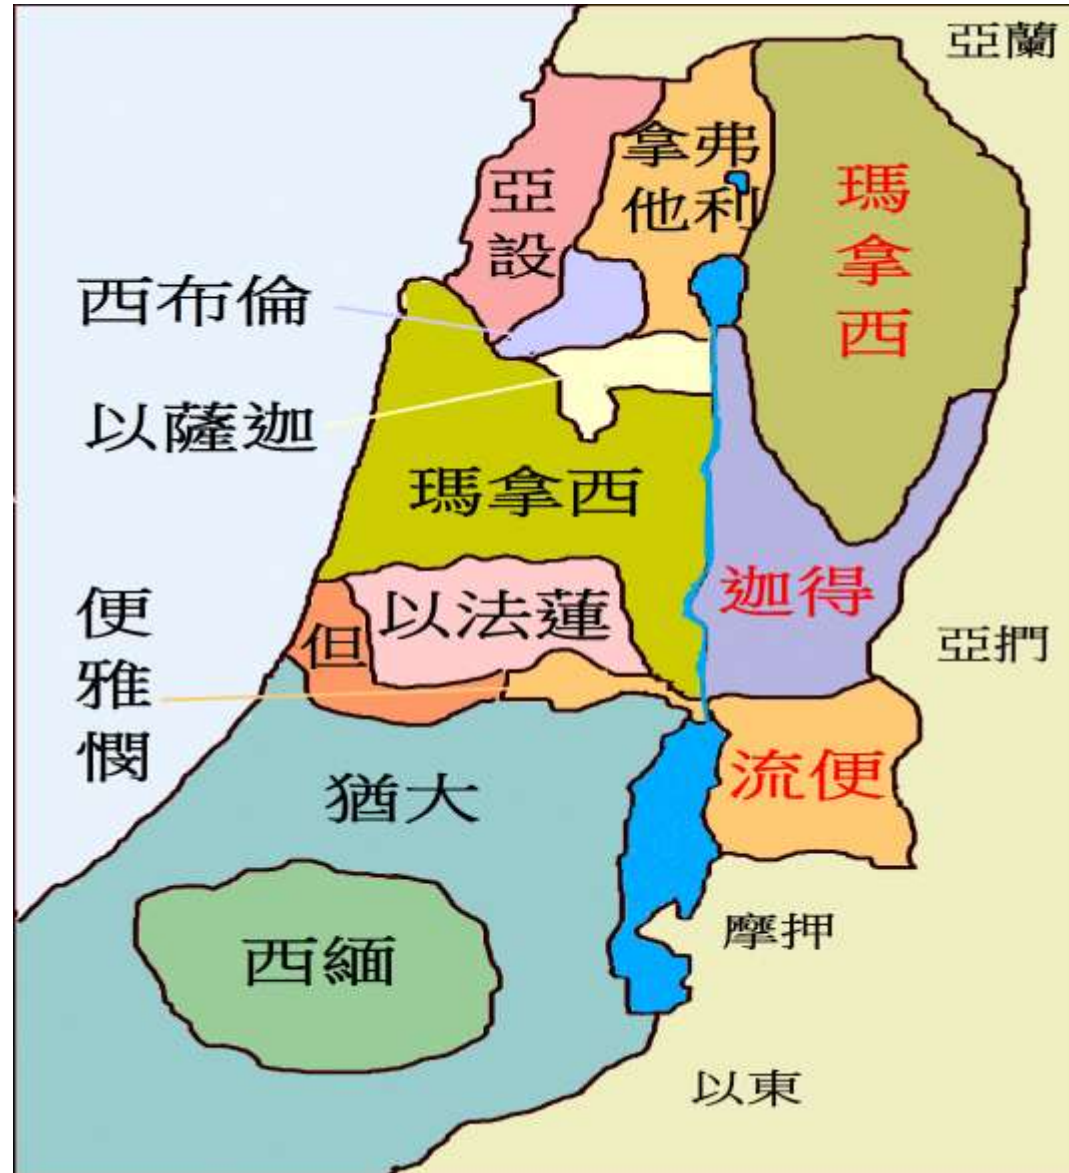 亞蘭
拿弗
他利
亞設
瑪拿西
西布倫
以薩迦
瑪拿西
迦得
以法蓮
但
便雅憫
亞捫
流便
猶大
摩押
西緬
以東